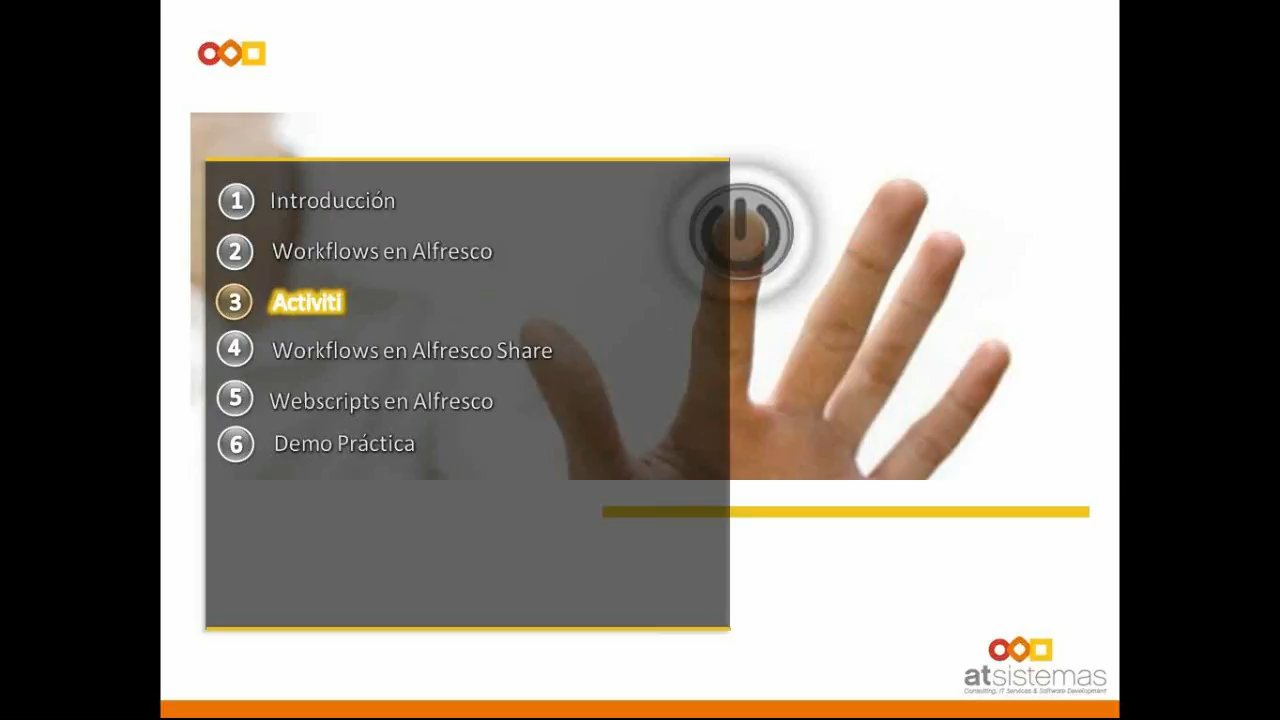 1 Introducción
2 Workflows en Alfresco
3 Activiti
4 Workflows en Alfresco Share
5 Webscripts en Alfresco
6 Demo Práctica
atsistemas
Consulting, IT Services & Software Development